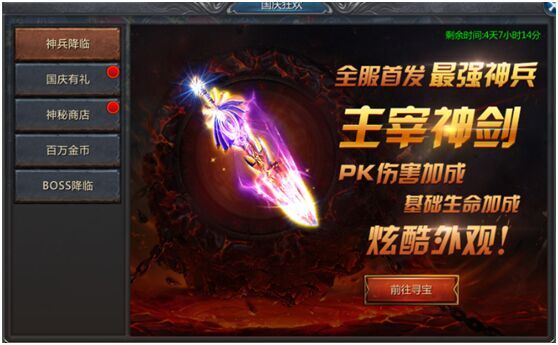 国庆狂欢
剩余时间:4天7小时14分
神兵降临
国庆有礼
神秘商店
百万金币
BOSS降临
全服首发 最强神兵
主宰神剑
PK伤害加成
基础生命加成
炫酷外观!
前往寻宝